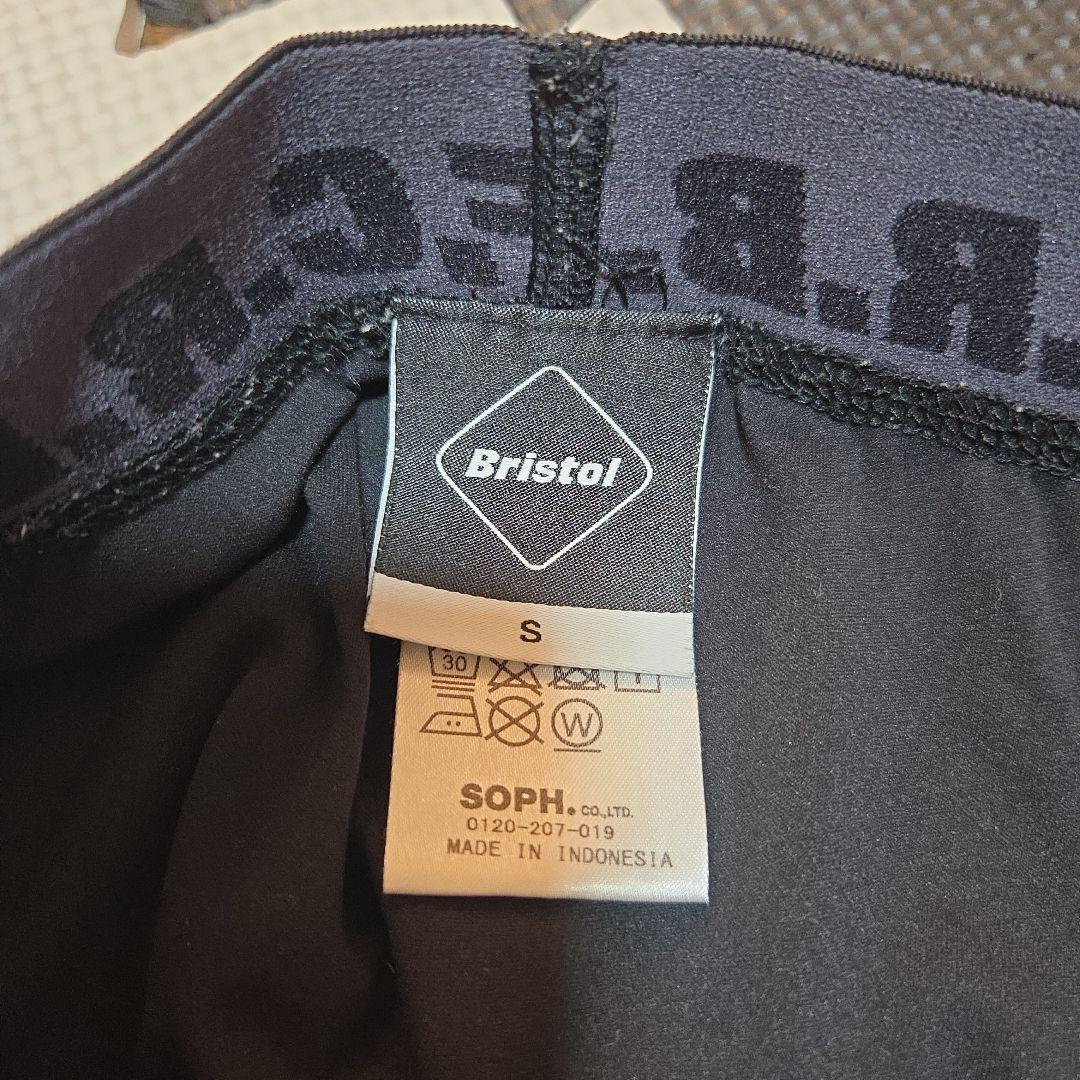 F.C.R.B.F.C.R.
Bristol
S
30
W
SOPH. CO.,LTD.
0120-207-019
MADE IN INDONESIA